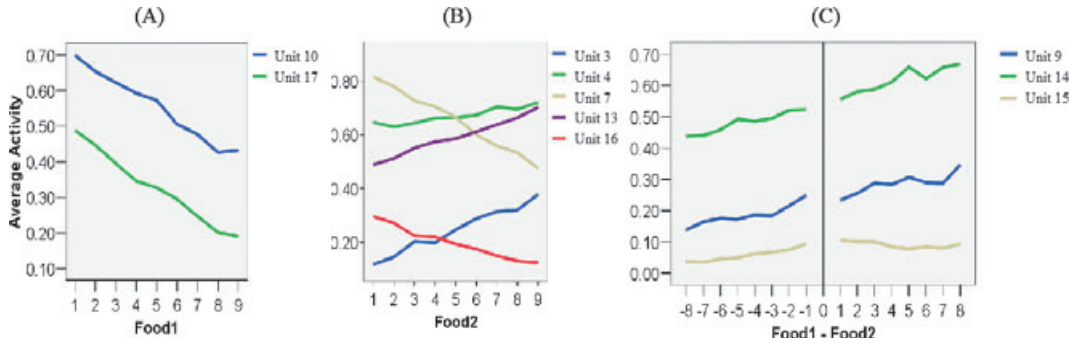 (A)
(B)
(C)
Average Activity
0.70
0.60
0.50
0.40
0.30
0.20
0.10
1 2 3 4 5 6 7 8 9
Food1
Unit 10
Unit 17
0.80
0.60
0.40
0.20
1 2 3 4 5 6 7 8 9
Food2
Unit 3
Unit 4
Unit 7
Unit 13
Unit 16
0.70
0.60
0.50
0.40
0.30
0.20
0.10
0.00
-8 -7 -6 -5 -4 -3 -2 -1 0 1 2 3 4 5 6 7 8
Food1 - Food2
Unit 9
Unit 14
Unit 15